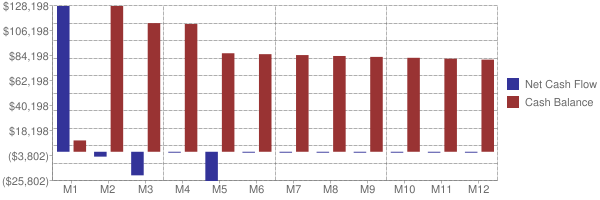 $128,198
$106,198
$84,198
$62,198
$40,198
$18,198
($3,802)
($25,802)
M1 M2 M3 M4 M5 M6 M7 M8 M9 M10 M11 M12
Net Cash Flow
Cash Balance